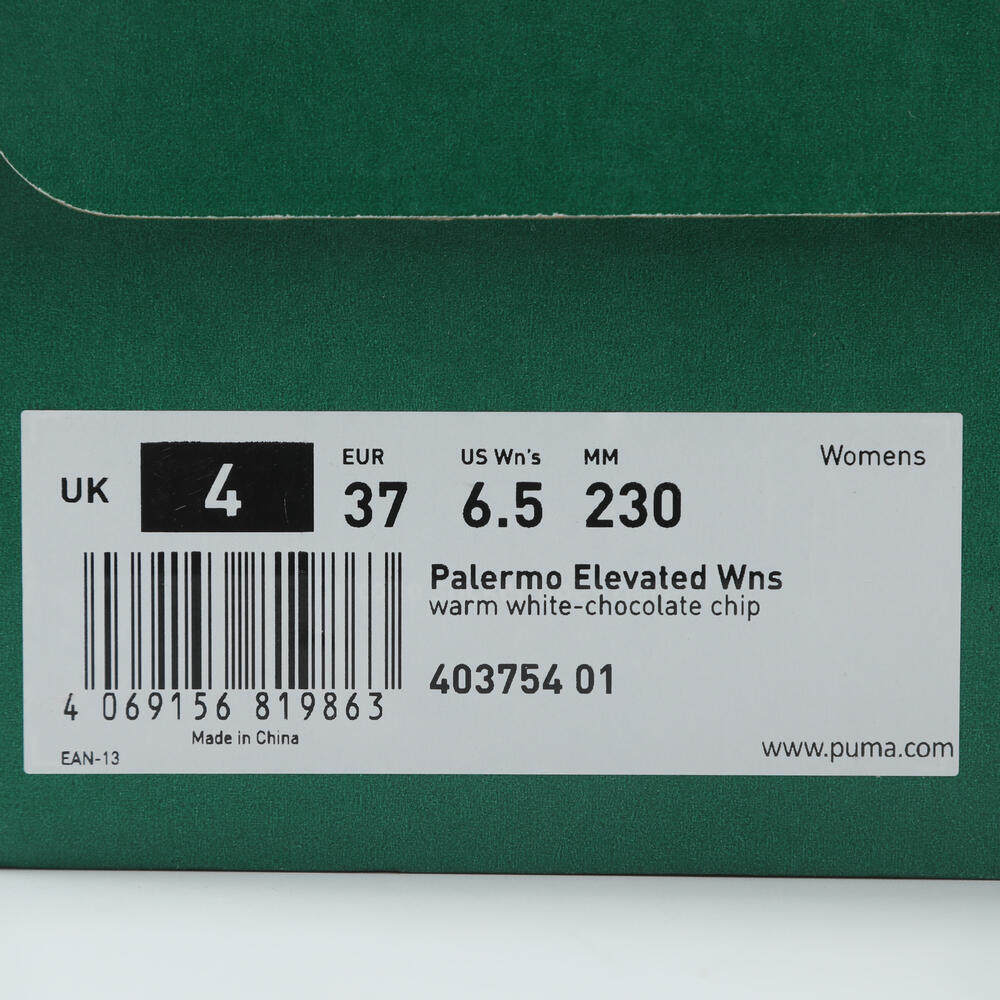 UK 4
EUR 37
US Wn's 6.5
MM 230
Womens
Palermo Elevated Wns
warm white-chocolate chip
403754 01
4 069156 819863
Made in China
EAN-13
www.puma.com